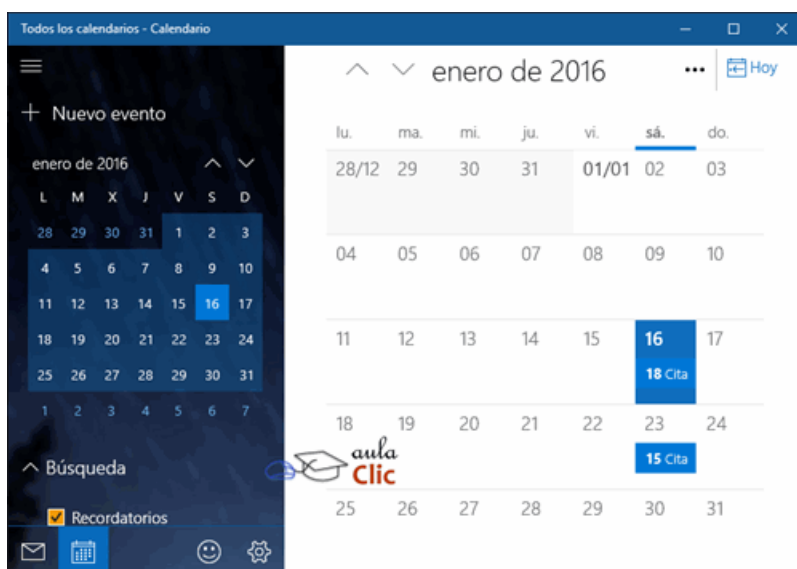 Todos los calendarios - Calendario
Nuevo evento
enero de 2016
L M X J V S D
28 29 30 31 1 2 3
4 5 6 7 8 9 10
11 12 13 14 15 16 17
18 19 20 21 22 23 24
25 26 27 28 29 30 31
1 2 3 4 5 6 7
Búsqueda
Recordatorios
enero de 2016
••• Hoy
lu. ma. mi. ju. vi. sá. do.
28/12 29 30 31 01/01 02 03
04 05 06 07 08 09 10
11 12 13 14 15 16 17
18 Cita
18 19 20 21 22 23 24
15 Cita
aula
Clic
25 26 27 28 29 30 31